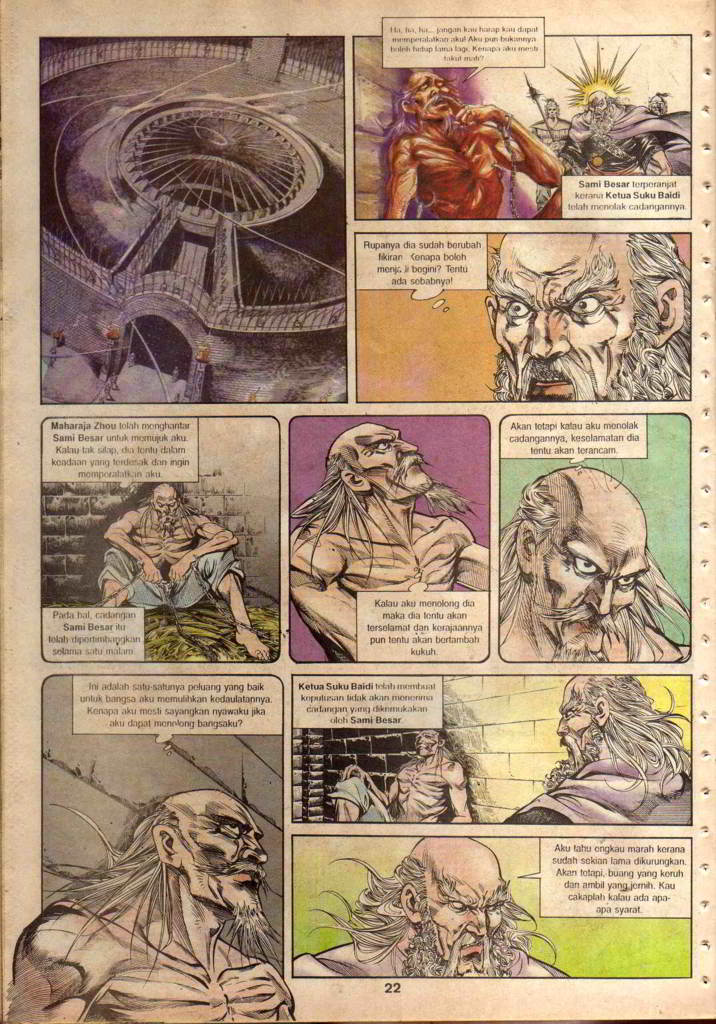 Ha, ha, ha... jangan kau harap kau dapat
memperalatkan aku! Aku pun bukannya
boleh hidup lama lagi. Kenapa aku mesti
takut mati?
Sami Besar terperanjat
kerana Ketua Suku Baidi
telah menolak cadangannya.
Rupanya dia sudah berubah
fikiran. Kenapa boleh
menjadi begini? Tentu
ada sebabnya!
Maharaja Zhou telah menghantar
Sami Besar untuk memujuk aku.
Kalau tak silap, dia tentu dalam
keadaan yang terdesak dan ingin
memperalatkan aku.
Pada hal, cadangan
Sami Besar itu
telah dipertimbangkan
selama satu malam.
Kalau aku menolong dia
maka dia tentu akan
terselamat dan kerajaannya
pun tentu akan bertambah
kukuh.
Akan tetapi kalau aku menolak
cadangannya, keselamatan dia
tentu akan terancam.
Ini adalah satu-satunya peluang yang baik
untuk bangsa aku memulihkan kedaulatannya.
Kenapa aku mesti sayangkan nyawaku jika
aku dapat menolong bangsaku?
Ketua Suku Baidi telah membuat
keputusan tidak akan menerima
cadangan yang dikemukakan
oleh Sami Besar.
Aku tahu engkau marah kerana
sudah sekian lama dikurungkan.
Akan tetapi, buang yang keruh
dan ambil yang jernih. Kau
cakaplah kalau ada apa-
apa syarat.
22